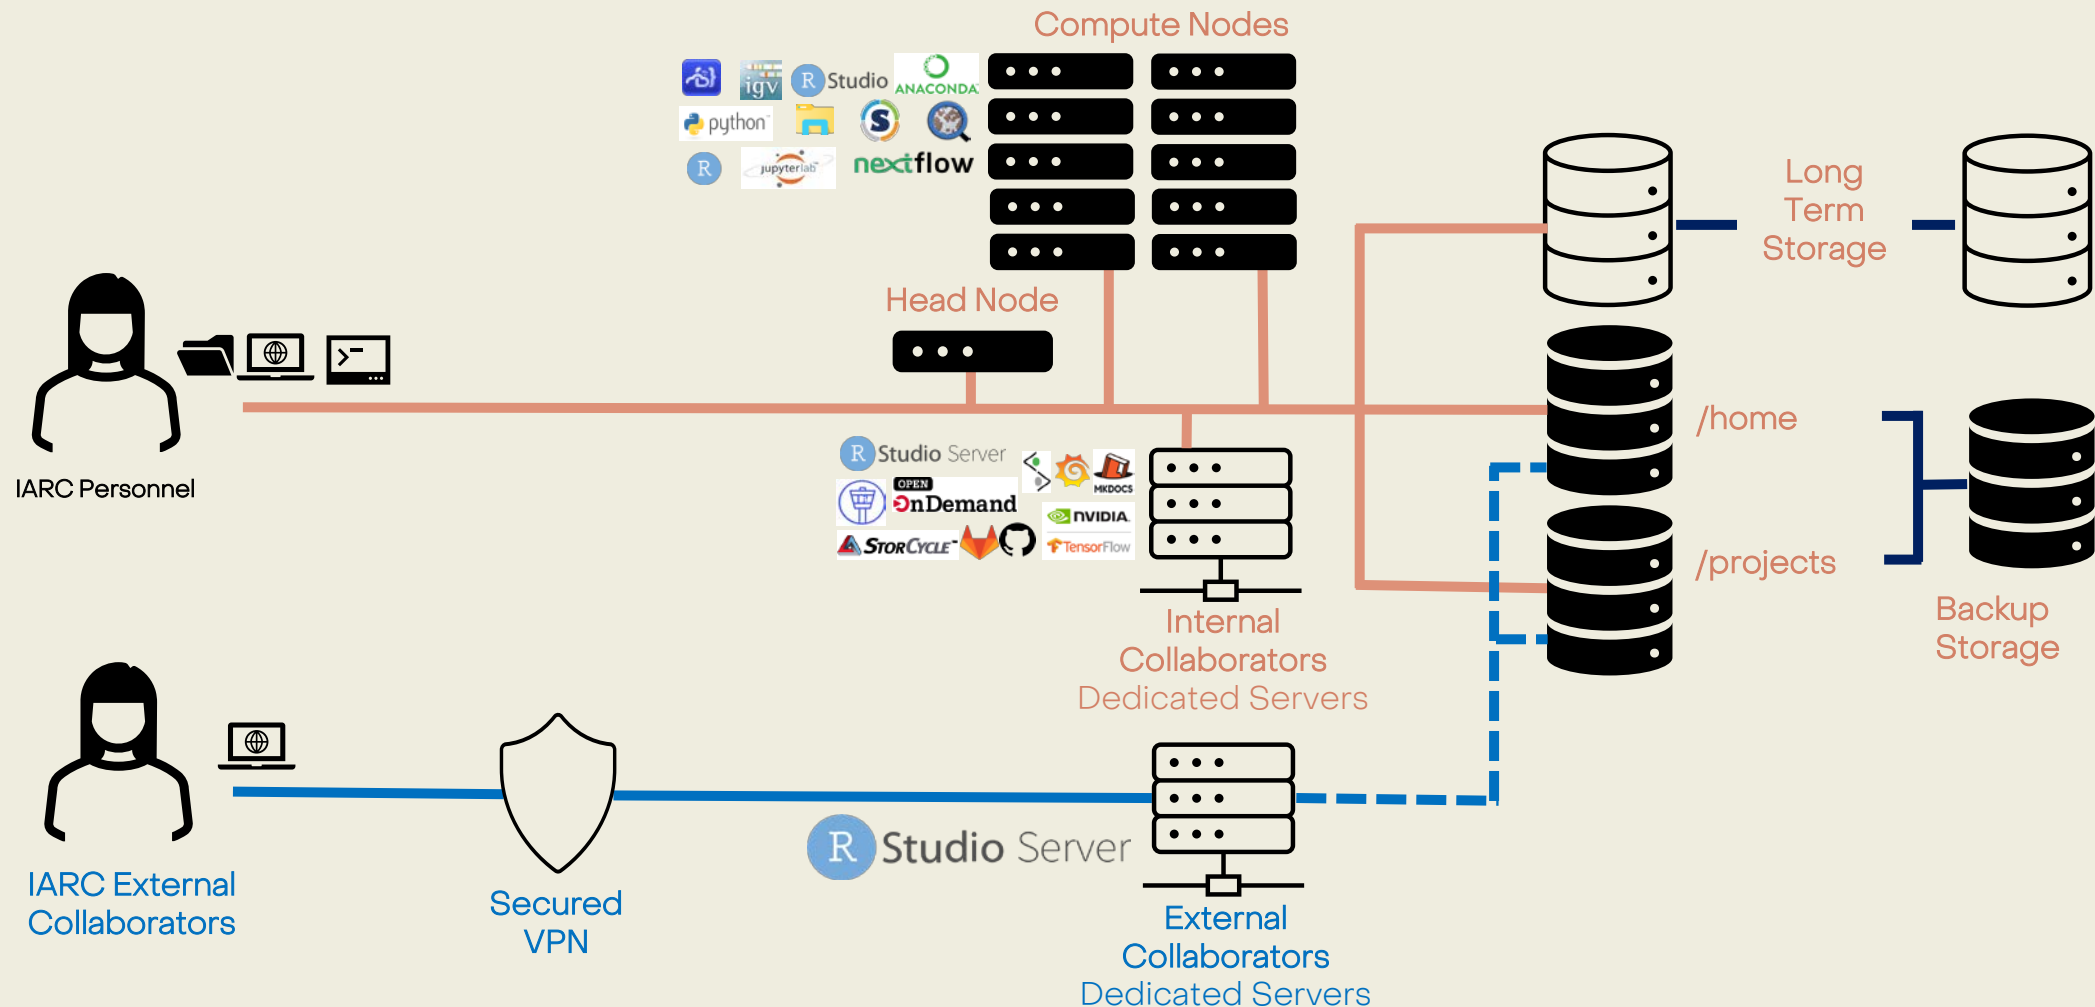 Compute Nodes
igv
R Studio
ANACONDA
python
S
R
jupyterlab
nextflow
Head Node
Long
Term
Storage
IARC Personnel
/home
R Studio Server
MKDOCS
OPEN
OnDemand
NVIDIA
STORCYCLE
TensorFlow
/projects
Internal
Collaborators
Dedicated Servers
Backup
Storage
R Studio Server
IARC External
Collaborators
Secured
VPN
External
Collaborators
Dedicated Servers